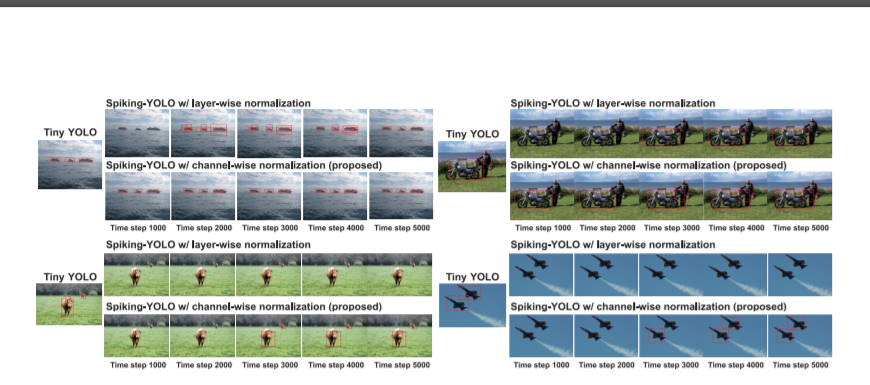 Spiking-YOLO w/ layer-wise normalization
Tiny YOLO
Spiking-YOLO w/ channel-wise normalization (proposed)
Time step 1000 Time step 2000 Time step 3000 Time step 4000 Time step 5000
Spiking-YOLO w/ layer-wise normalization
Tiny YOLO
Spiking-YOLO w/ channel-wise normalization (proposed)
Time step 1000 Time step 2000 Time step 3000 Time step 4000 Time step 5000
Spiking-YOLO w/ layer-wise normalization
Tiny YOLO
Spiking-YOLO w/ channel-wise normalization (proposed)
Time step 1000 Time step 2000 Time step 3000 Time step 4000 Time step 5000
Spiking-YOLO w/ layer-wise normalization
Tiny YOLO
Spiking-YOLO w/ channel-wise normalization (proposed)
Time step 1000 Time step 2000 Time step 3000 Time step 4000 Time step 5000